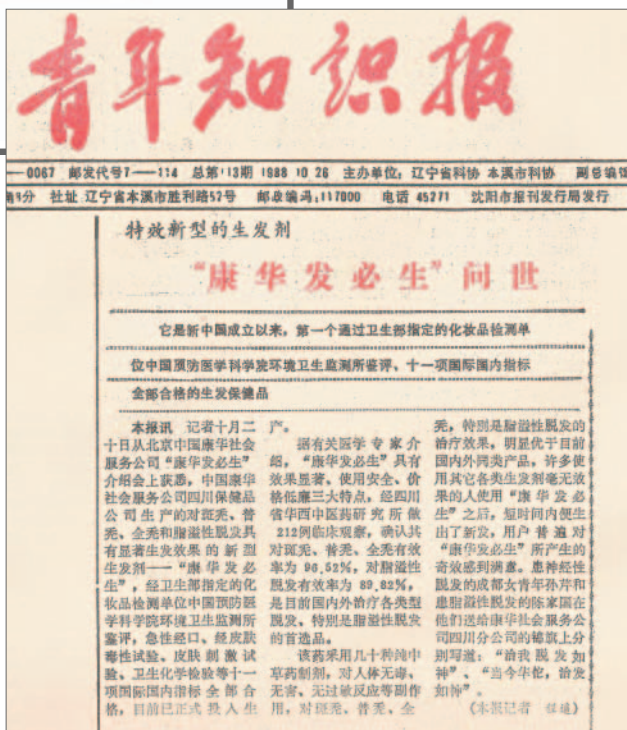 青年知识报
—0067 邮发代号7—114 总第113期 1988 10 26 主办单位：辽宁省科协 本溪市科协 副总编
分 社址 辽宁省本溪市胜利路52号 邮政编码：117000 电话 45271 沈阳市报刊发行局发行
特效新型的生发剂
“康华发必生”问世
它是新中国成立以来，第一个通过卫生部指定的化妆品检测单
位中国预防医学科学院环境卫生监测所鉴评、十一项国际国内指标
全部合格的生发保健品
本报讯 记者十月二
十日从北京中国康华社会
服务公司“康华发必生”
介绍会上获悉，中国康华
社会服务公司四川保健品
公司生产的对斑秃、普
秃、全秃和脂溢性脱发具
有显著生发效果的新型
生发剂——“康华发必
生”，经卫生部指定的化
妆品检测单位中国预防医
学科学院环境卫生监测所
鉴评，急性经口、经皮肤
毒性试验、皮肤刺激试
验、卫生化学检验等十一
项国际国内指标全部合
格，目前已正式投入生
产。
据有关医学专家介
绍，“康华发必生”具有
效果显著、使用安全、价
格低廉三大特点，经四川
省华西中医药研究所做
212例临床观察，确认其
对斑秃、普秃、全秃有效
率为96.52%，对脂溢性
脱发有效率为89.82%，
是目前国内外治疗各类型
脱发、特别是脂溢性脱发
的首选品。
该药采用几十种纯中
草药制剂，对人体无毒、
无害、无过敏反应等副作
用，对斑秃、普秃、全
秃，特别是脂溢性脱发的
治疗效果，明显优于目前
国内外同类产品，许多使
用其它各类生发剂毫无效
果的人使用“康华发必
生”之后，短时间内便生
出了新发，用户普遍对
“康华发必生”所产生的
奇效感到满意。患神经性
脱发的成都女青年孙芹和
患脂溢性脱发的陈家国在
他们送给康华社会服务公
司四川分公司的锦旗上分
别写道：“治我脱发如
神”、“当今华佗，治发
如神”。
（本报记者